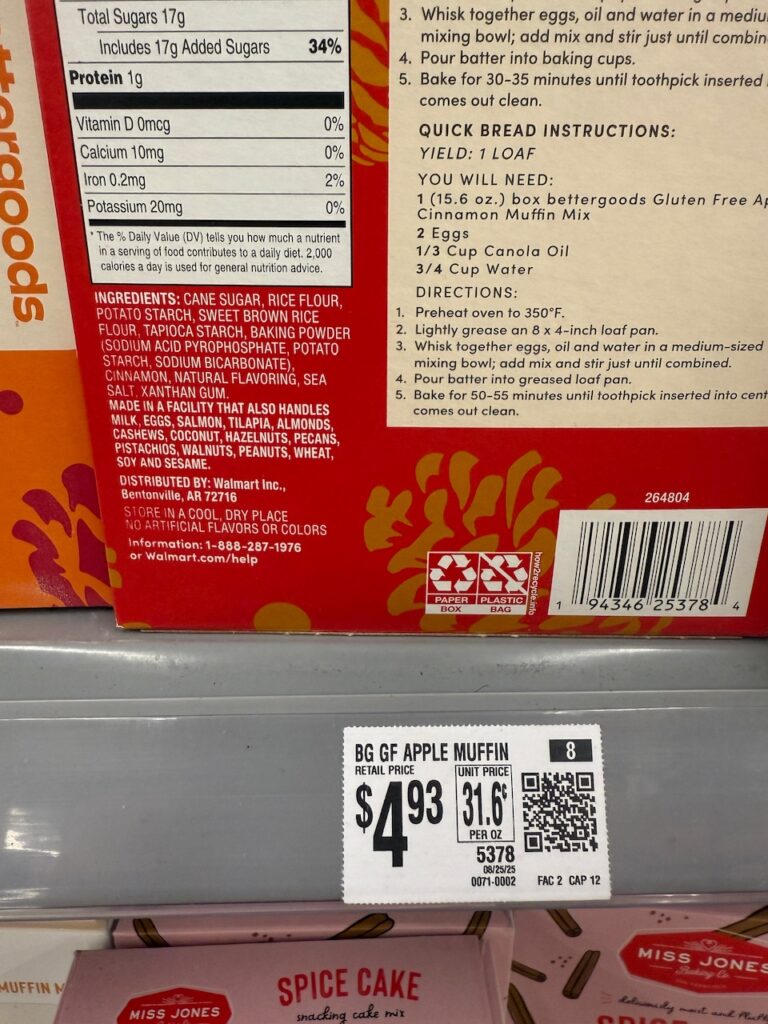 ttergoods
Total Sugars 17g
Includes 17g Added Sugars 34%
Protein 1g
Vitamin D 0mcg 0%
Calcium 10mg 0%
Iron 0.2mg 2%
Potassium 20mg 0%
* The % Daily Value (DV) tells you how much a nutrient
in a serving of food contributes to a daily diet. 2,000
calories a day is used for general nutrition advice.
INGREDIENTS: CANE SUGAR, RICE FLOUR,
POTATO STARCH, SWEET BROWN RICE
FLOUR, TAPIOCA STARCH, BAKING POWDER
(SODIUM ACID PYROPHOSPHATE, POTATO
STARCH, SODIUM BICARBONATE),
CINNAMON, NATURAL FLAVORING, SEA
SALT, XANTHAN GUM.
MADE IN A FACILITY THAT ALSO HANDLES
MILK, EGGS, SALMON, TILAPIA, ALMONDS,
CASHEWS, COCONUT, HAZELNUTS, PECANS,
PISTACHIOS, WALNUTS, PEANUTS, WHEAT,
SOY AND SESAME.
DISTRIBUTED BY: Walmart Inc.,
Bentonville, AR 72716
STORE IN A COOL, DRY PLACE
NO ARTIFICIAL FLAVORS OR COLORS
Information: 1-888-287-1976
or Walmart.com/help
3. Whisk together eggs, oil and water in a mediu
mixing bowl; add mix and stir just until combin
4. Pour batter into baking cups.
5. Bake for 30-35 minutes until toothpick inserted
comes out clean.
QUICK BREAD INSTRUCTIONS:
YIELD: 1 LOAF
YOU WILL NEED:
1 (15.6 oz.) box bettergoods Gluten Free Ap
Cinnamon Muffin Mix
2 Eggs
1/3 Cup Canola Oil
3/4 Cup Water
DIRECTIONS:
1. Preheat oven to 350°F.
2. Lightly grease an 8 x 4-inch loaf pan.
3. Whisk together eggs, oil and water in a medium-sized
mixing bowl; add mix and stir just until combined.
4. Pour batter into greased loaf pan.
5. Bake for 50-55 minutes until toothpick inserted into cent
comes out clean.
264804
1 94346 25378 4
PAPER PLASTIC
BOX BAG
how2recycle.info
BG GF APPLE MUFFIN 8
RETAIL PRICE UNIT PRICE
$4.93 31.6¢
PER OZ
5378
08/25/25
0071-0002 FAC 2 CAP 12
MUFFIN M
MISS JONES
SPICE CAKE
snacking cake mix
MISS JONES
Baking Co
SPIC